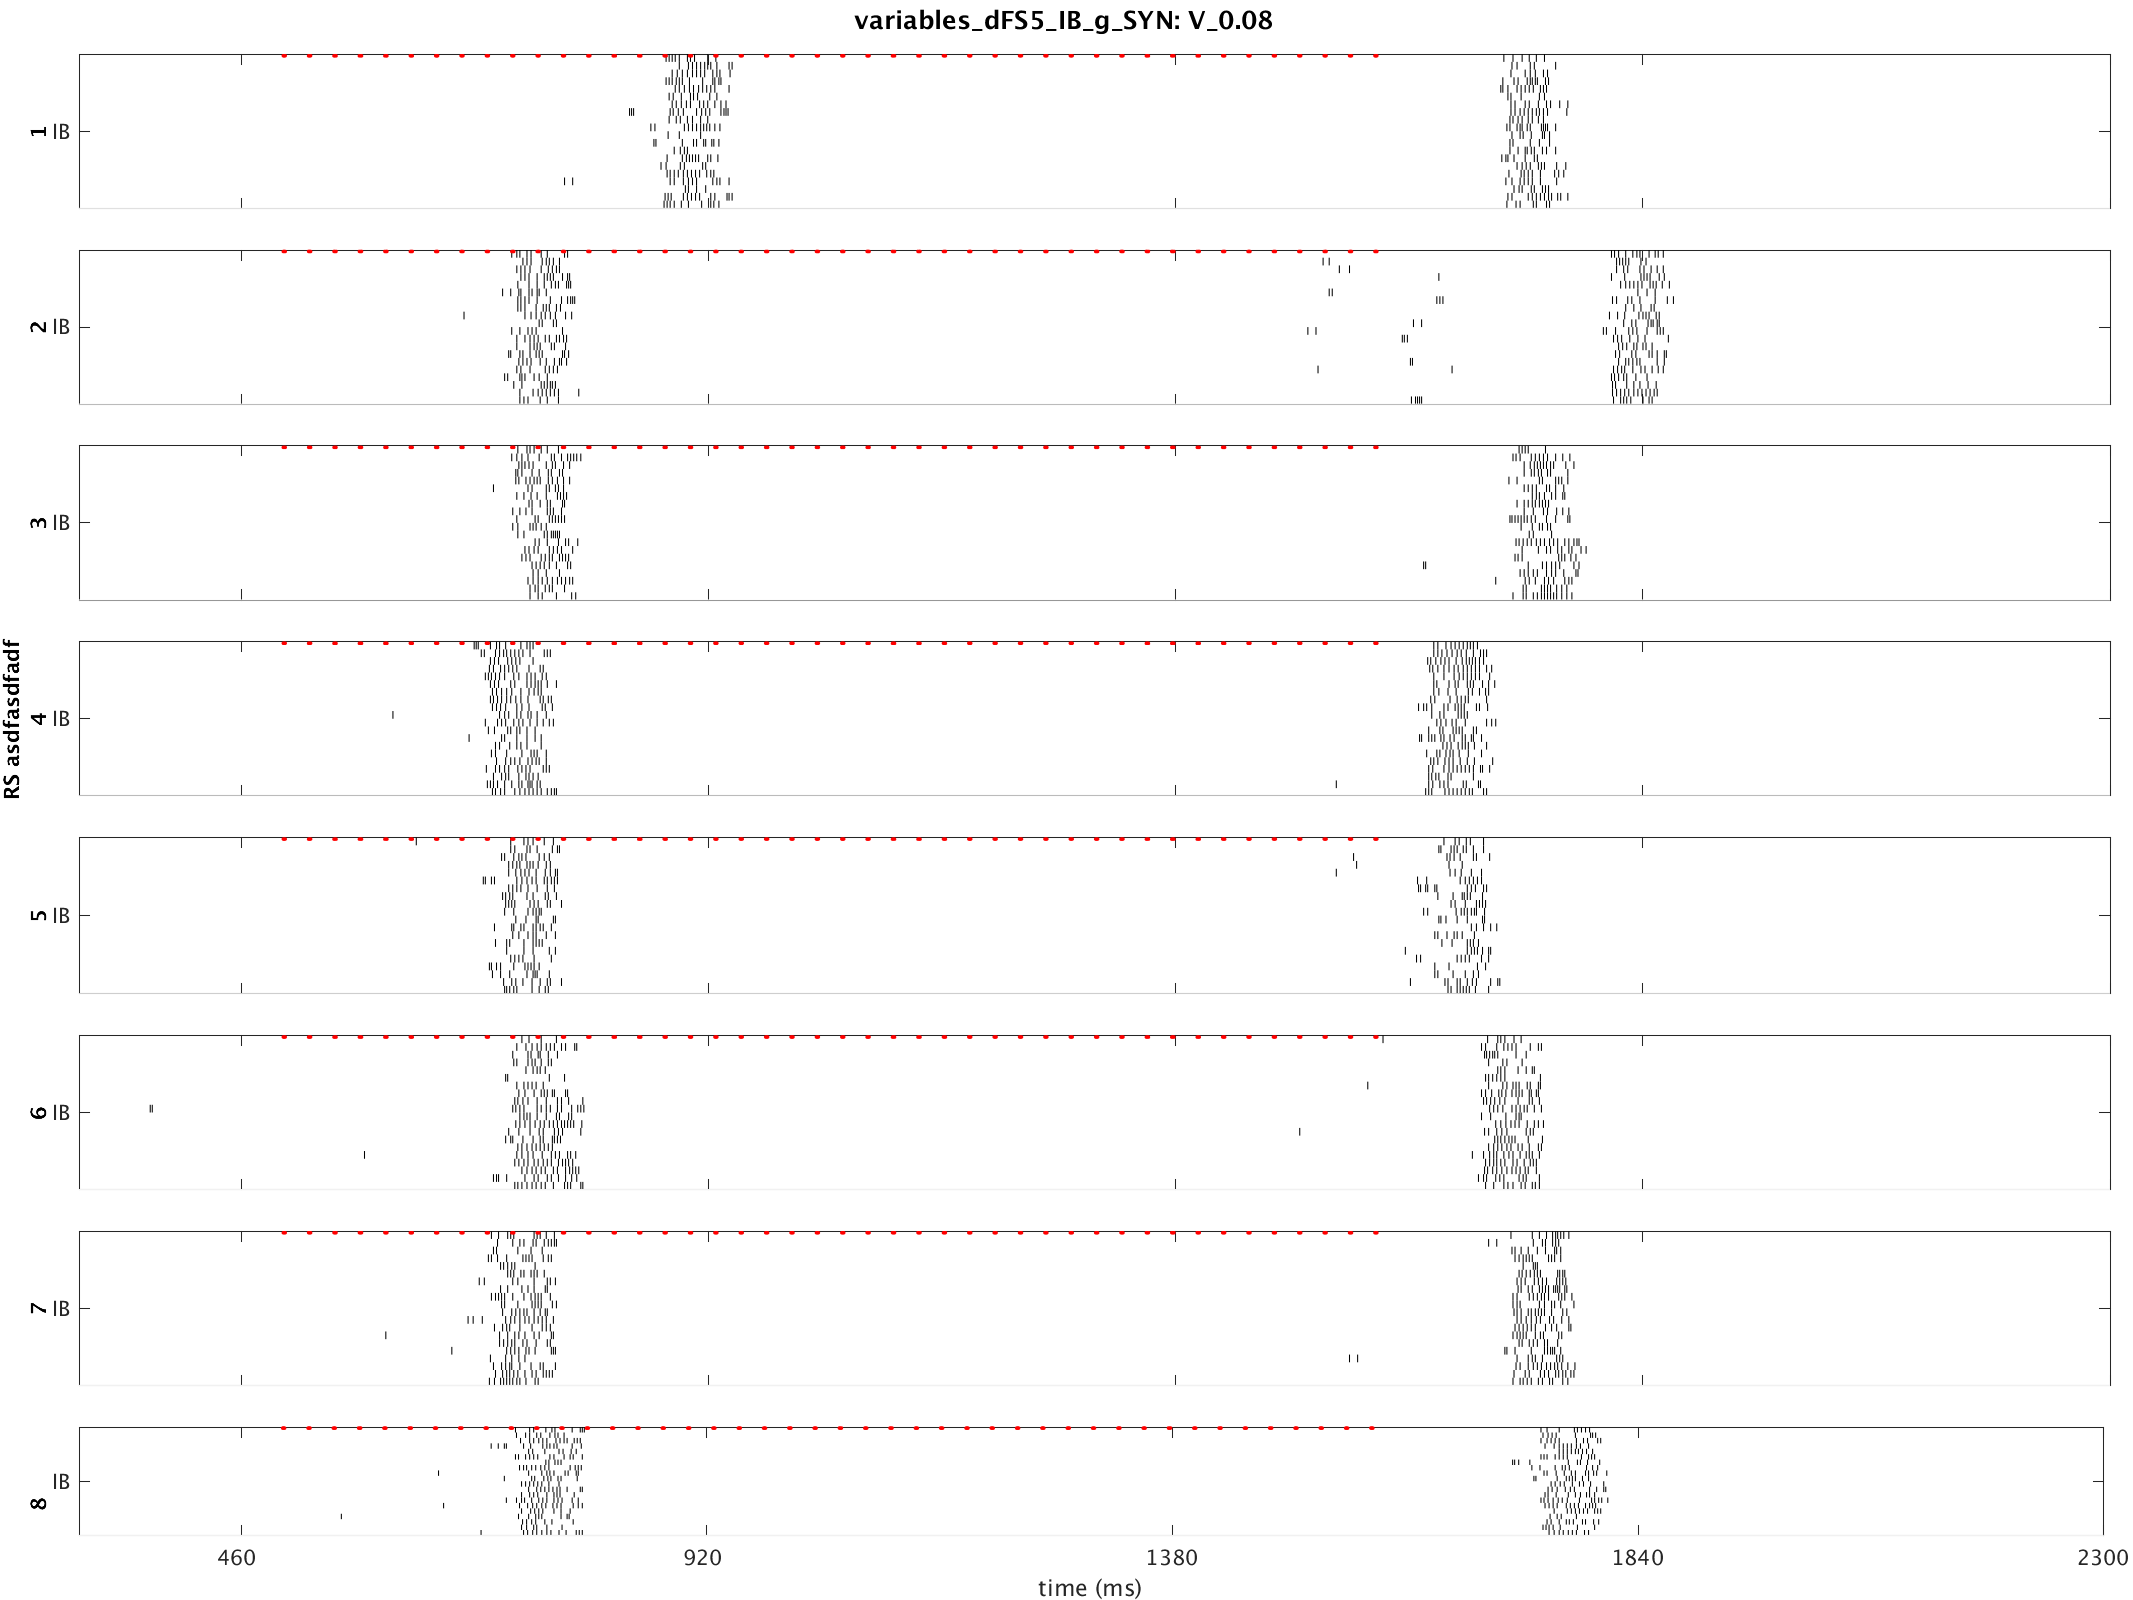 variables_dFS5_IB_g_SYN: V_0.08
1 IB
2 IB
3 IB
RS asdfasdfadf
4 IB
5 IB
6 IB
7 IB
8 IB
460 920 1380 1840 2300
time (ms)